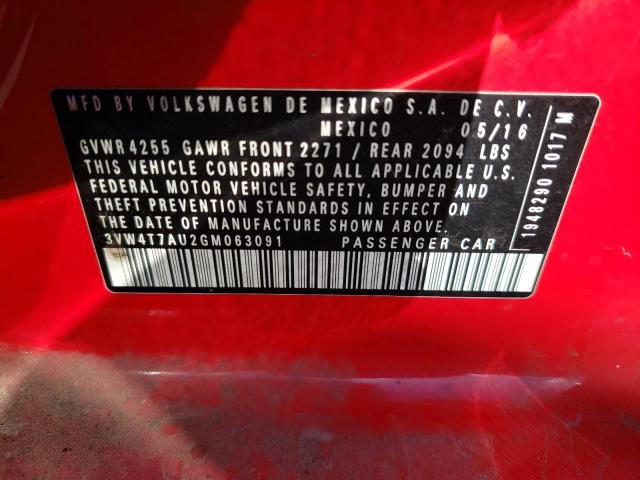 MFD BY VOLKSWAGEN DE MEXICO S.A. DE C.V.
MEXICO 05/16
GVWR 4255 GAWR FRONT 2271 / REAR 2094 LBS
THIS VEHICLE CONFORMS TO ALL APPLICABLE U.S.
FEDERAL MOTOR VEHICLE SAFETY, BUMPER AND
THEFT PREVENTION STANDARDS IN EFFECT ON
THE DATE OF MANUFACTURE SHOWN ABOVE.
3VW4T7AU2GM063091 PASSENGER CAR
1948290 1017 M